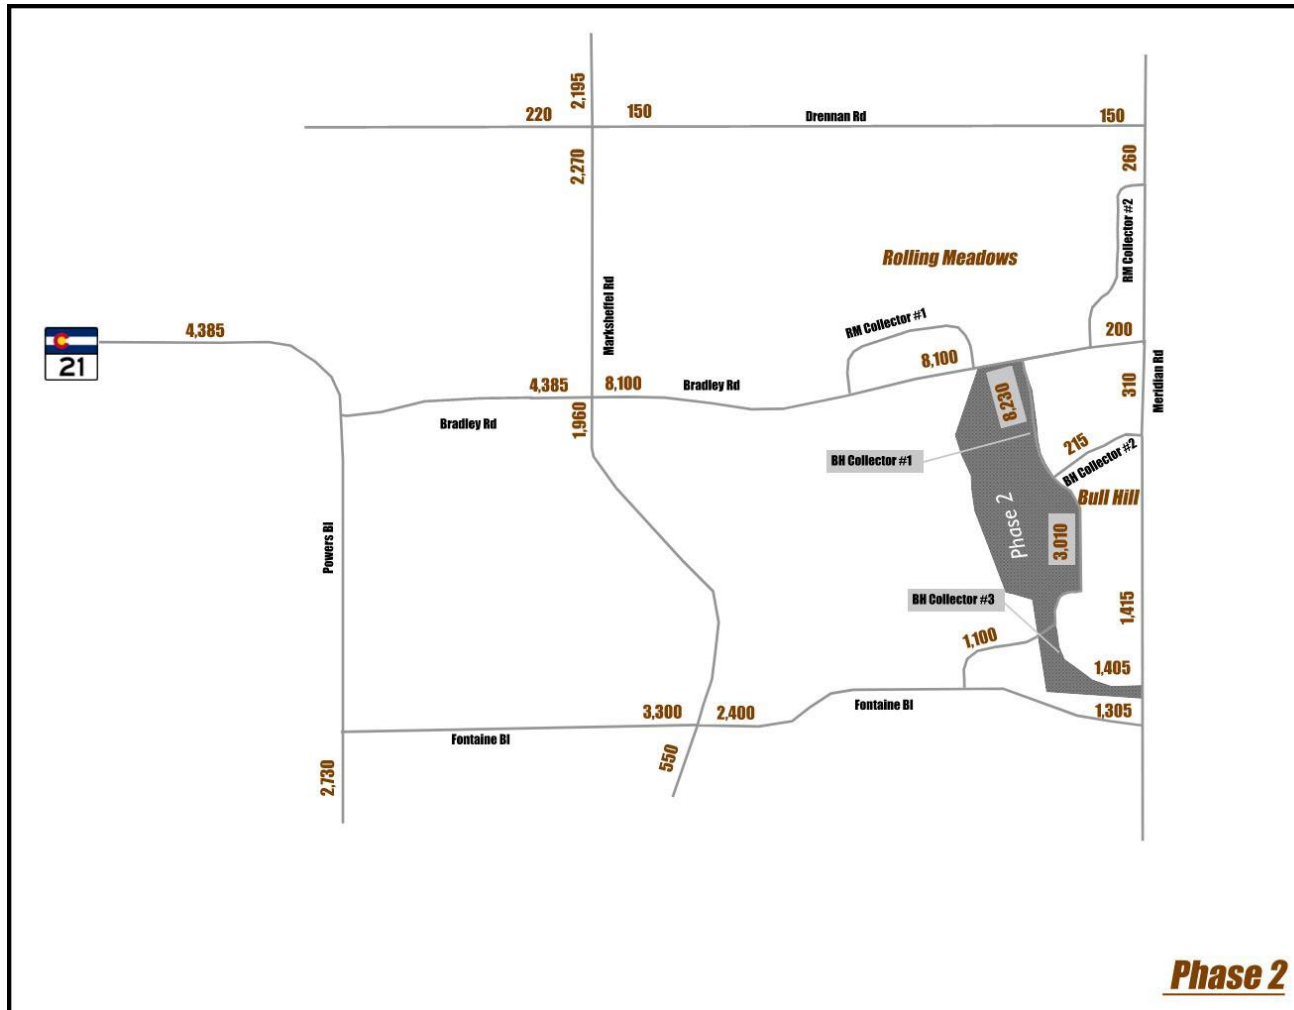 2,195
220
150
Drennan Rd
150
2,270
260
RM Collector #2
Rolling Meadows
Marksheffel Rd
RM Collector #1
4,385
21
200
8,100
Meridian Rd
310
4,385
8,100
Bradley Rd
8,230
1,960
Bradley Rd
215
BH Collector #2
BH Collector #1
Bull Hill
Phase 2
Powers Bl
3,010
BH Collector #3
1,415
1,100
1,405
Fontaine Bl
3,300
2,400
1,305
Fontaine Bl
550
2,730
Phase 2